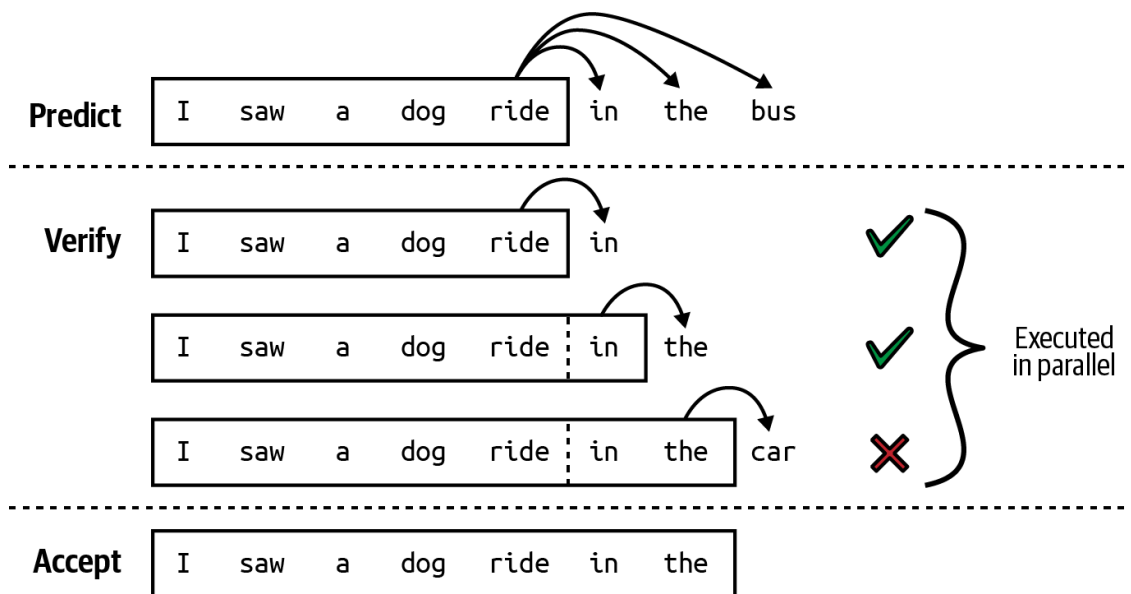 Predict I saw a dog ride in the bus
Verify I saw a dog ride in
I saw a dog ride in the
I saw a dog ride in the car
Executed
in parallel
Accept I saw a dog ride in the